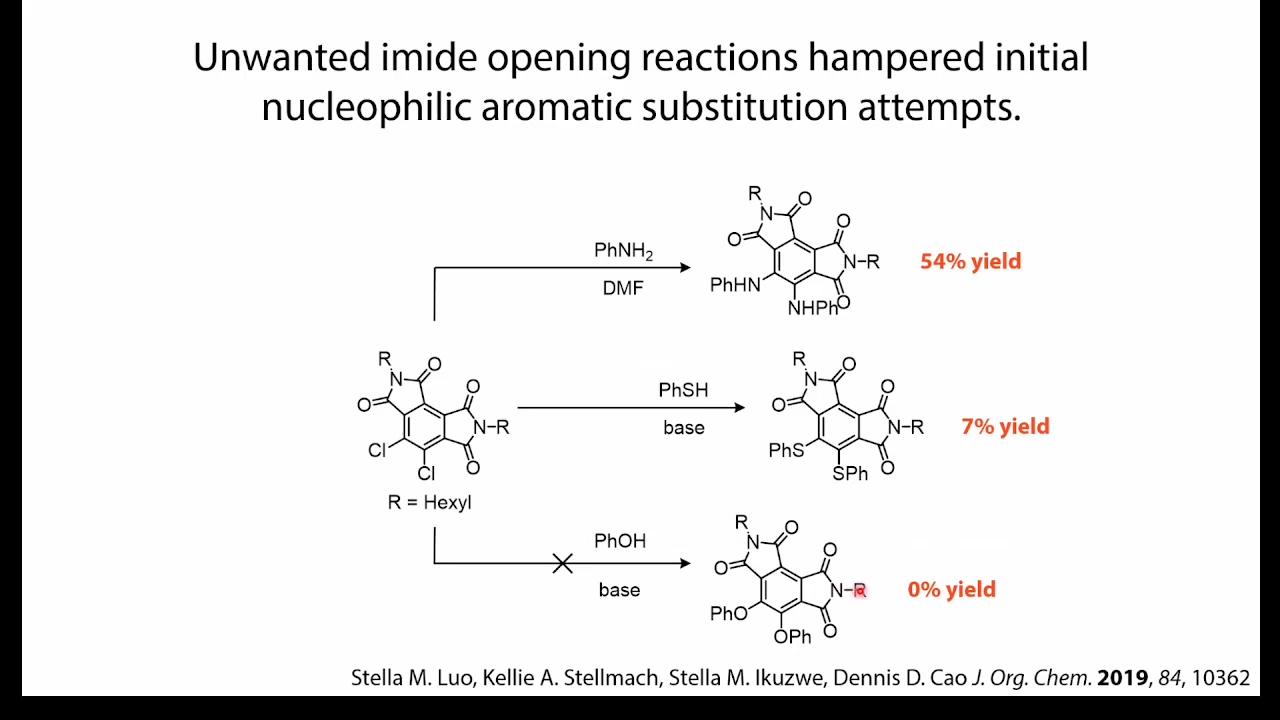 Unwanted imide opening reactions hampered initial
nucleophilic aromatic substitution attempts.
R
N
O
O
O
N-R
O
PhHN
NHPh
PhNH2
DMF
54% yield
R
N
O
O
O
N-R
O
Cl
Cl
R = Hexyl
PhSH
base
R
N
O
O
O
N-R
O
PhS
SPh
7% yield
PhOH
base
R
N
O
O
O
N-R
O
PhO
OPh
0% yield
Stella M. Luo, Kellie A. Stellmach, Stella M. Ikuzwe, Dennis D. Cao J. Org. Chem. 2019, 84, 10362